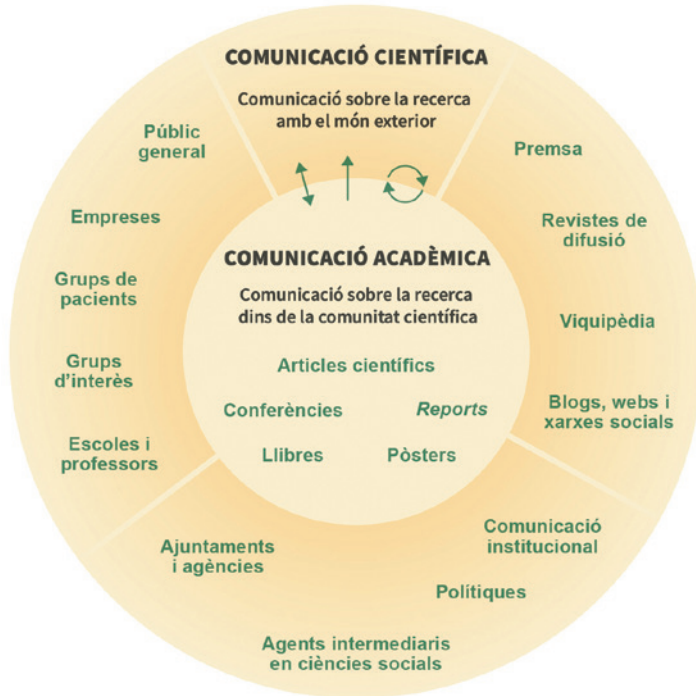 COMUNICACIÓ CIENTÍFICA
Comunicació sobre la recerca
amb el món exterior
Públic
general
Empreses
Grups de
pacients
Grups
d’interès
Escoles i
professors
Premsa
Revistes de
difusió
Viquipèdia
Blogs, webs i
xarxes socials
COMUNICACIÓ ACADÈMICA
Comunicació sobre la recerca
dins de la comunitat científica
Articles científics
Conferències
Reports
Llibres
Pòsters
Ajuntaments
i agències
Comunicació
institucional
Polítiques
Agents intermediaris
en ciències socials